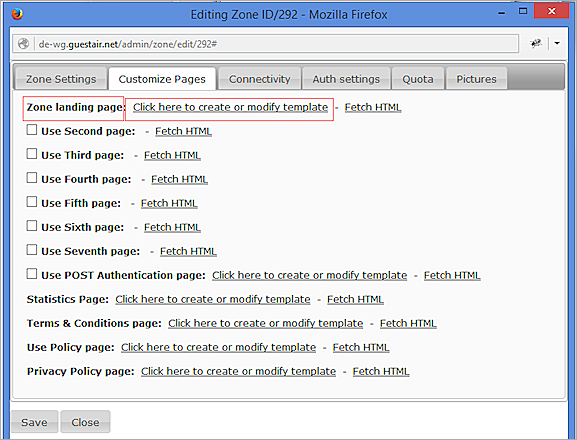 Editing Zone ID/292 - Mozilla Firefox
de-wg.guestair.net/admin/zone/edit/292#
Zone Settings Customize Pages Connectivity Auth settings Quota Pictures
Zone landing page: Click here to create or modify template - Fetch HTML
Use Second page: - Fetch HTML
Use Third page: - Fetch HTML
Use Fourth page: - Fetch HTML
Use Fifth page: - Fetch HTML
Use Sixth page: - Fetch HTML
Use Seventh page: - Fetch HTML
Use POST Authentication page: Click here to create or modify template - Fetch HTML
Statistics Page: Click here to create or modify template - Fetch HTML
Terms & Conditions page: Click here to create or modify template - Fetch HTML
Use Policy page: Click here to create or modify template - Fetch HTML
Privacy Policy page: Click here to create or modify template - Fetch HTML
Save Close